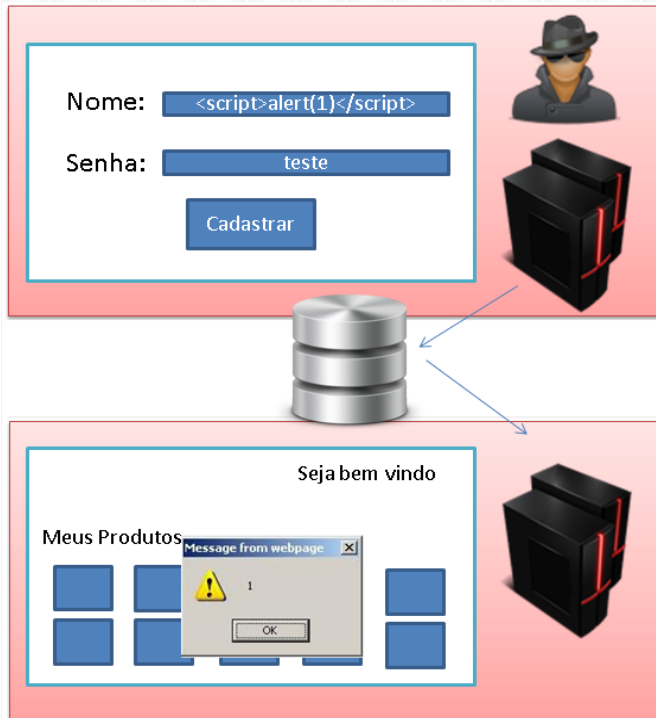 Nome: <script>alert(1)</script>
Senha: teste
Cadastrar
Seja bem vindo
Meus Produtos
Message from webpage
1
OK